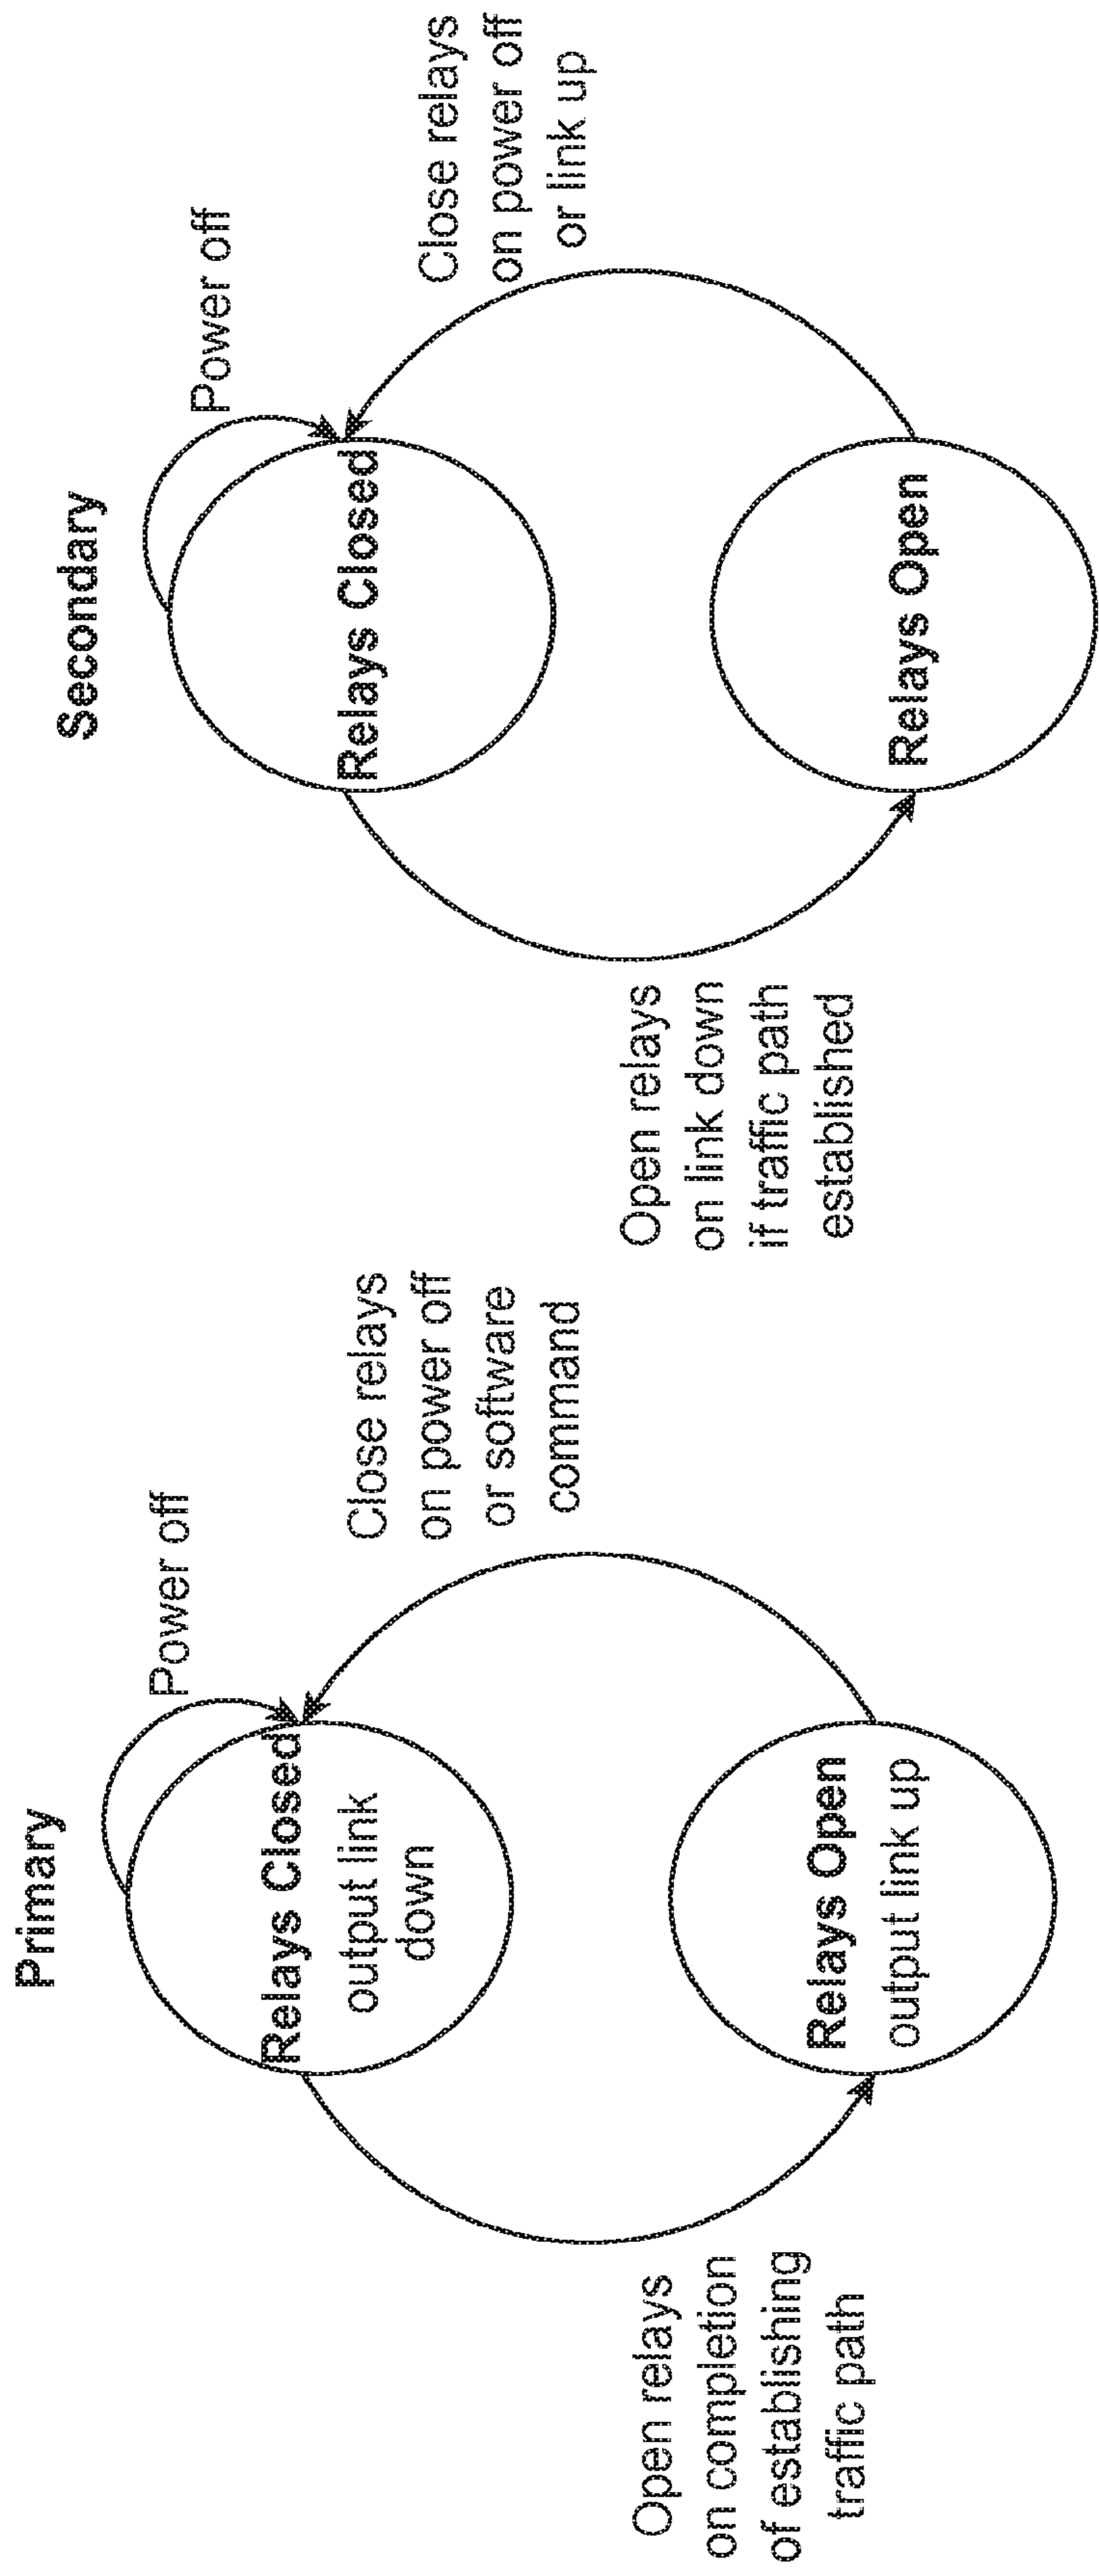 Primary
Power off
Relays Closed
output link
down
Close relays
on power off
or software
command
Open relays
on completion
of establishing
traffic path
Relays Open
output link up
Secondary
Power off
Relays Closed
Close relays
on power off
or link up
Open relays
on link down
if traffic path
established
Relays Open